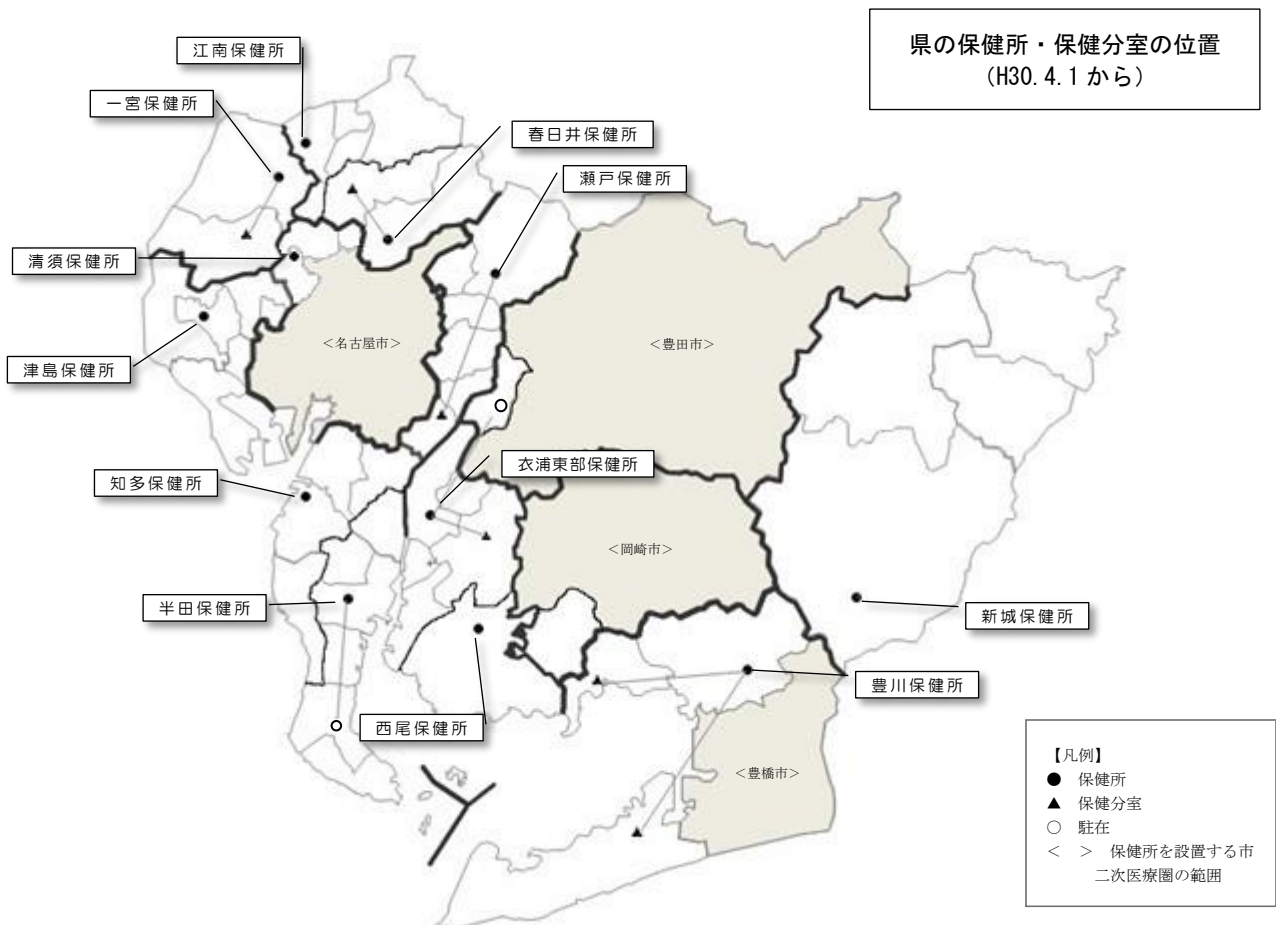 県の保健所・保健分室の位置
(H30.4.1 から)
江南保健所
一宮保健所
春日井保健所
瀬戸保健所
清須保健所
津島保健所
<名古屋市>
<豊田市>
衣浦東部保健所
知多保健所
<岡崎市>
半田保健所
新城保健所
豊川保健所
西尾保健所
<豊橋市>
【凡例】
● 保健所
▲ 保健分室
○ 駐在
< > 保健所を設置する市
二次医療圏の範囲